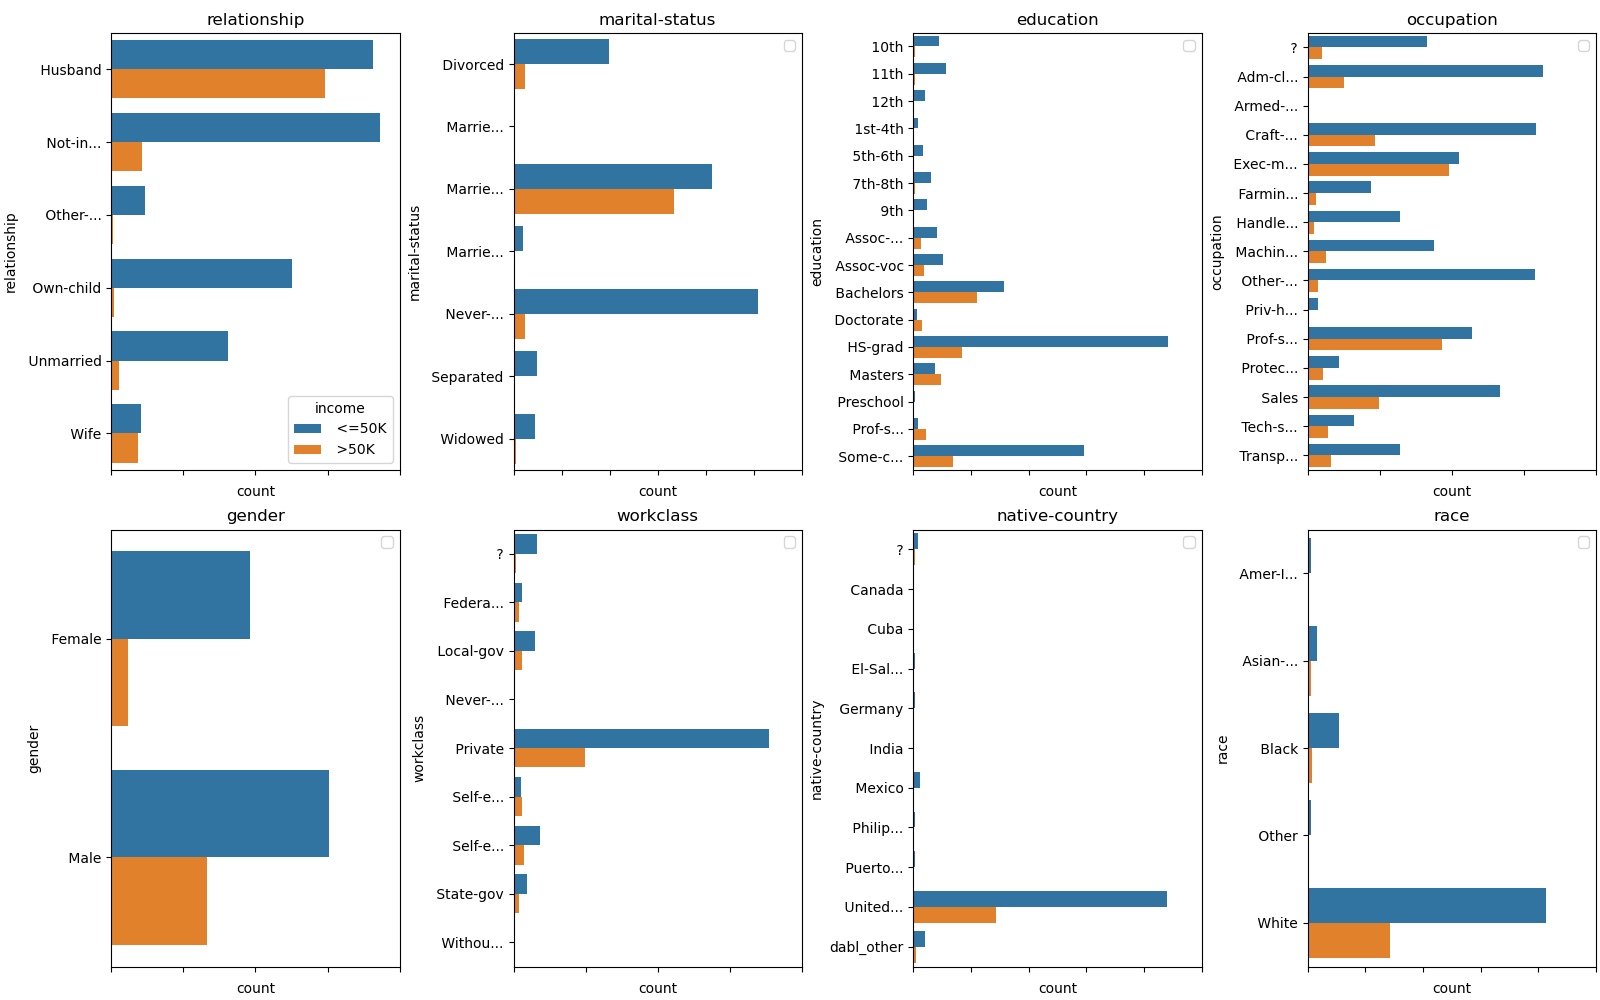 relationship
Husband
Not-in...
Other-...
Own-child
Unmarried
Wife
relationship
count
income
<=50K
>50K
marital-status
Divorced
Marrie...
Marrie...
Marrie...
Never-...
Separated
Widowed
marital-status
count
education
10th
11th
12th
1st-4th
5th-6th
7th-8th
9th
Assoc-...
Assoc-voc
Bachelors
Doctorate
HS-grad
Masters
Preschool
Prof-s...
Some-c...
education
count
occupation
?
Adm-cl...
Armed-...
Craft-...
Exec-m...
Farmin...
Handle...
Machin...
Other-...
Priv-h...
Prof-s...
Protec...
Sales
Tech-s...
Transp...
occupation
count
gender
Female
Male
gender
count
workclass
?
Federa...
Local-gov
Never-...
Private
Self-e...
Self-e...
State-gov
Withou...
workclass
count
native-country
?
Canada
Cuba
El-Sal...
Germany
India
Mexico
Philip...
Puerto...
United...
dabl_other
native-country
count
race
Amer-I...
Asian-...
Black
Other
White
race
count